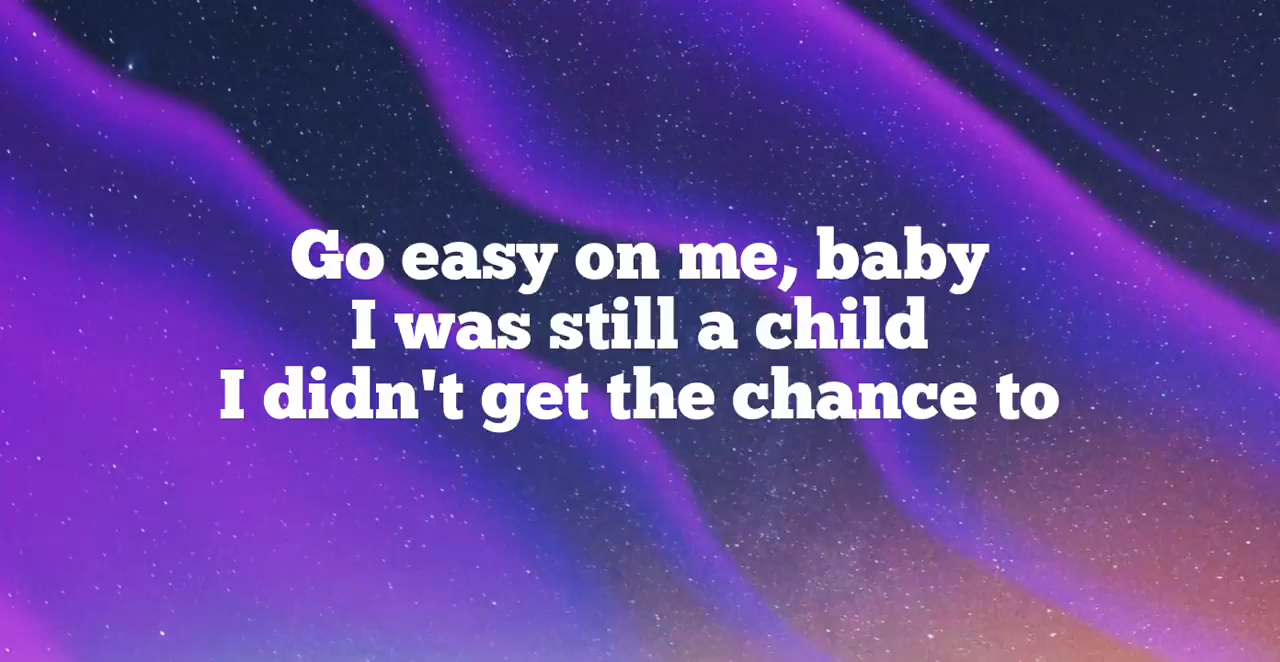 Go easy on me, baby
I was still a child
I didn't get the chance to